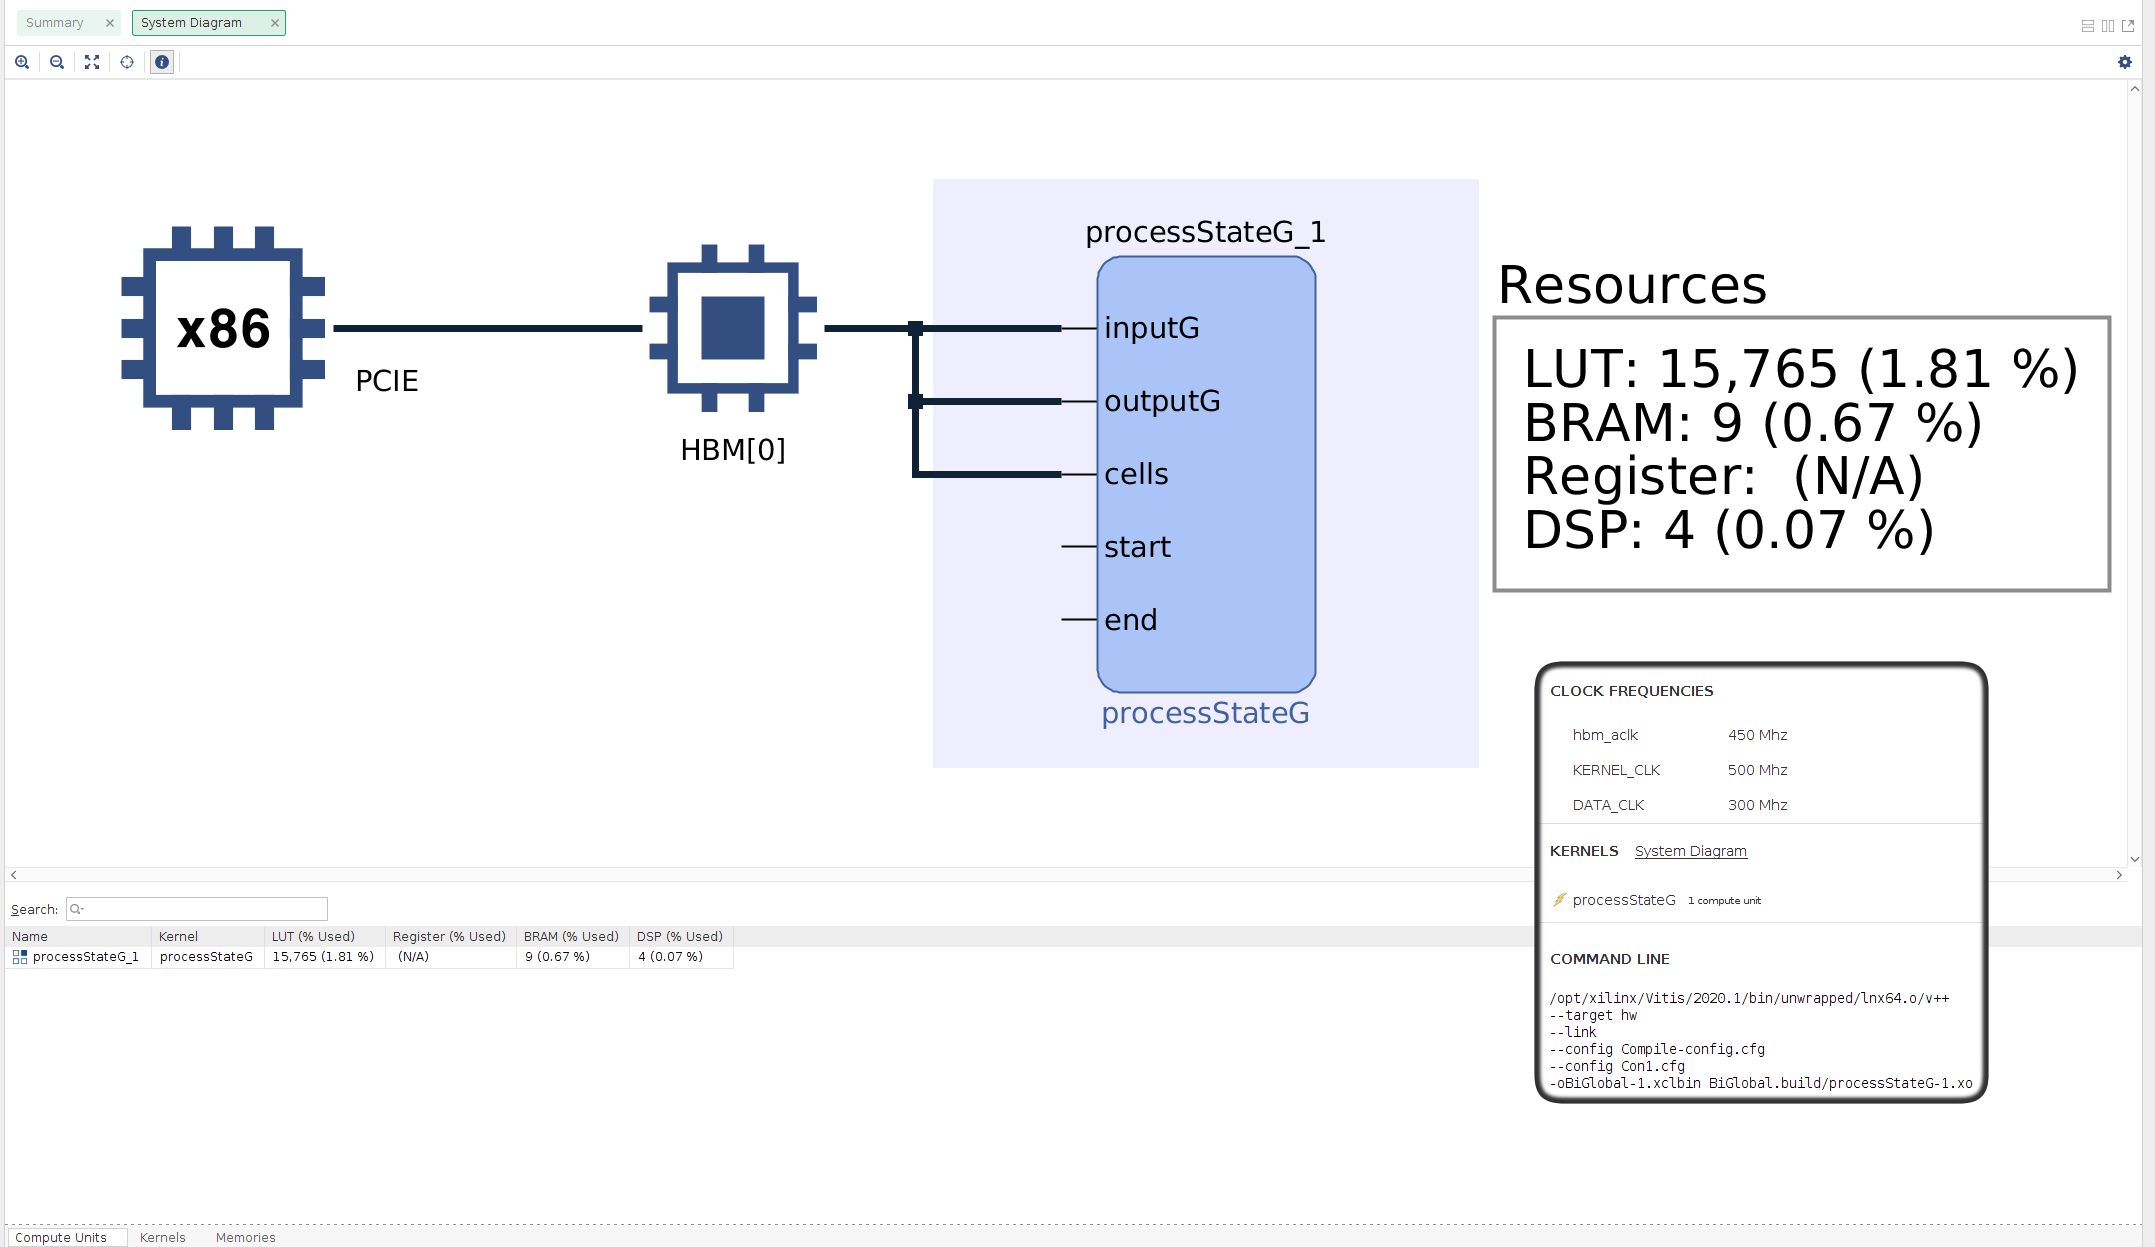 Summary
System Diagram
x86
PCIE
HBM[0]
processStateG_1
inputG
outputG
cells
start
end
processStateG
Resources
LUT: 15,765 (1.81 %)
BRAM: 9 (0.67 %)
Register:  (N/A)
DSP: 4 (0.07 %)
CLOCK FREQUENCIES
hbm_aclk 450 Mhz
KERNEL_CLK 500 Mhz
DATA_CLK 300 Mhz
KERNELS System Diagram
processStateG 1 compute unit
COMMAND LINE
/opt/xilinx/Vitis/2020.1/bin/unwrapped/lnx64.o/v++
--target hw
--link
--config Compile-config.cfg
--config Con1.cfg
-oBiGlobal-1.xclbin BiGlobal.build/processStateG-1.xo
Search:
Name Kernel LUT (% Used) Register (% Used) BRAM (% Used) DSP (% Used)
processStateG_1 processStateG 15,765 (1.81 %) (N/A) 9 (0.67 %) 4 (0.07 %)
Compute Units Kernels Memories